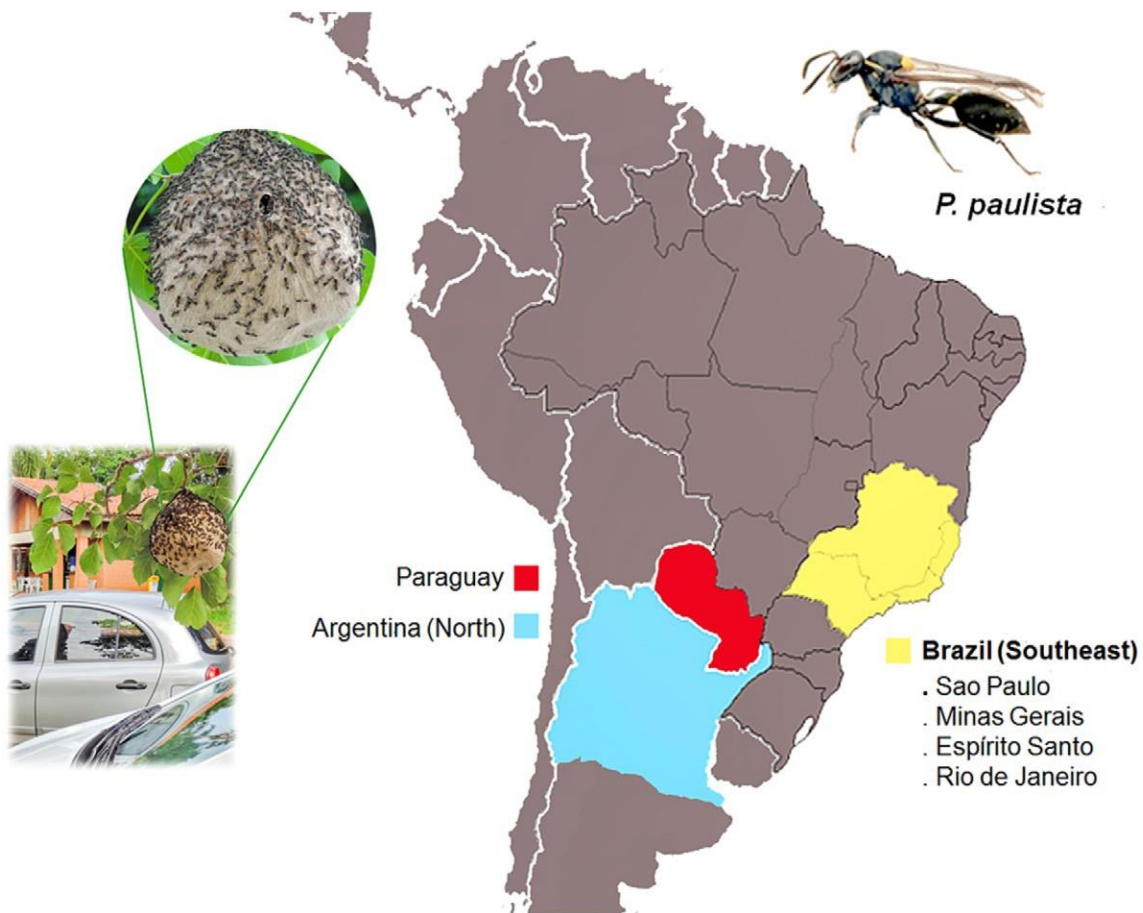 P. paulista
Paraguay
Argentina (North)
Brazil (Southeast)
. Sao Paulo
. Minas Gerais
. Espírito Santo
. Rio de Janeiro